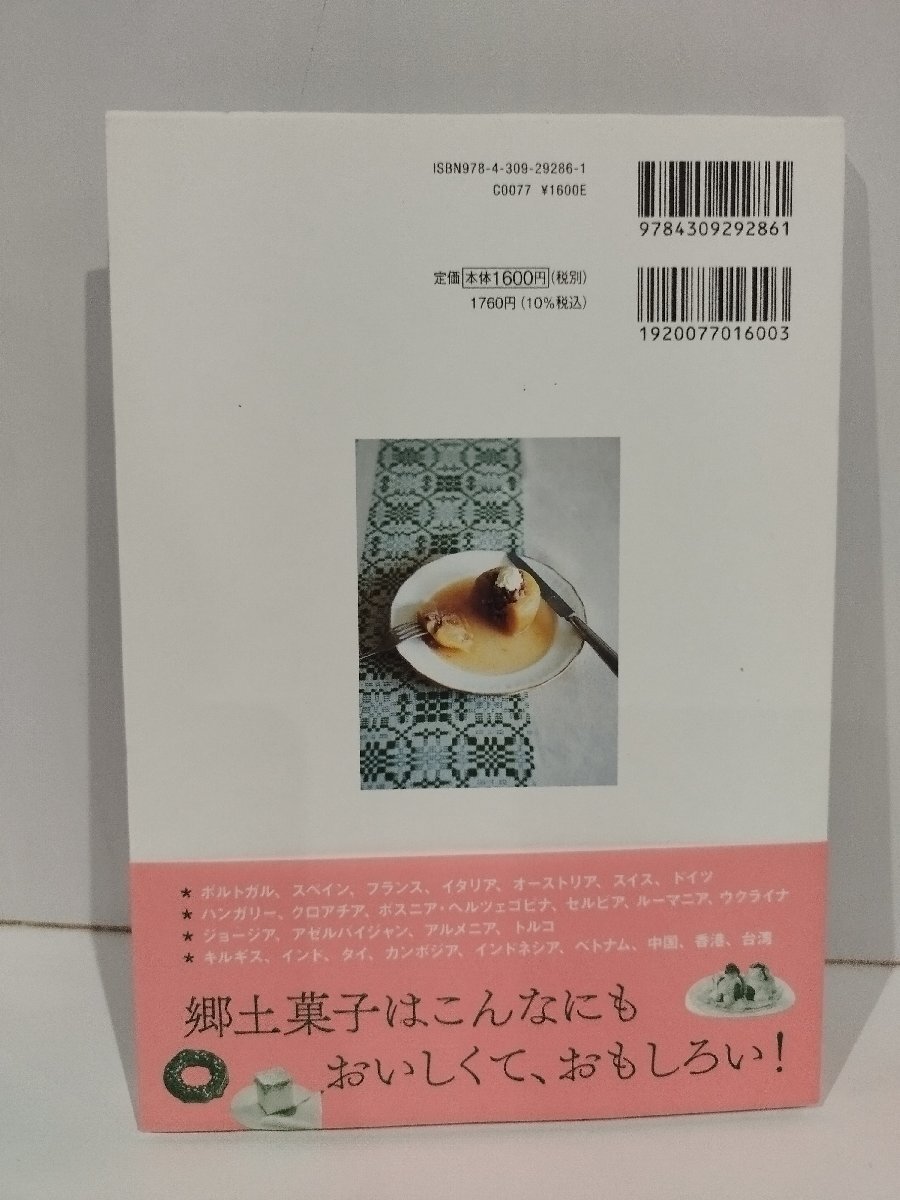 ISBN978-4-309-29286-1
C0077 ¥1600E
9784309292861
定価 本体1600円(税別)
1760円(10%税込)
1920077016003
★ ポルトガル、スペイン、フランス、イタリア、オーストリア、スイス、ドイツ
★ ハンガリー、クロアチア、ボスニア・ヘルツェゴビナ、セルビア、ルーマニア、ウクライナ
★ ジョージア、アゼルバイジャン、アルメニア、トルコ
★ キルギス、インド、タイ、カンボジア、インドネシア、ベトナム、中国、香港、台湾
郷土菓子はこんなにも
おいしくて、おもしろい!